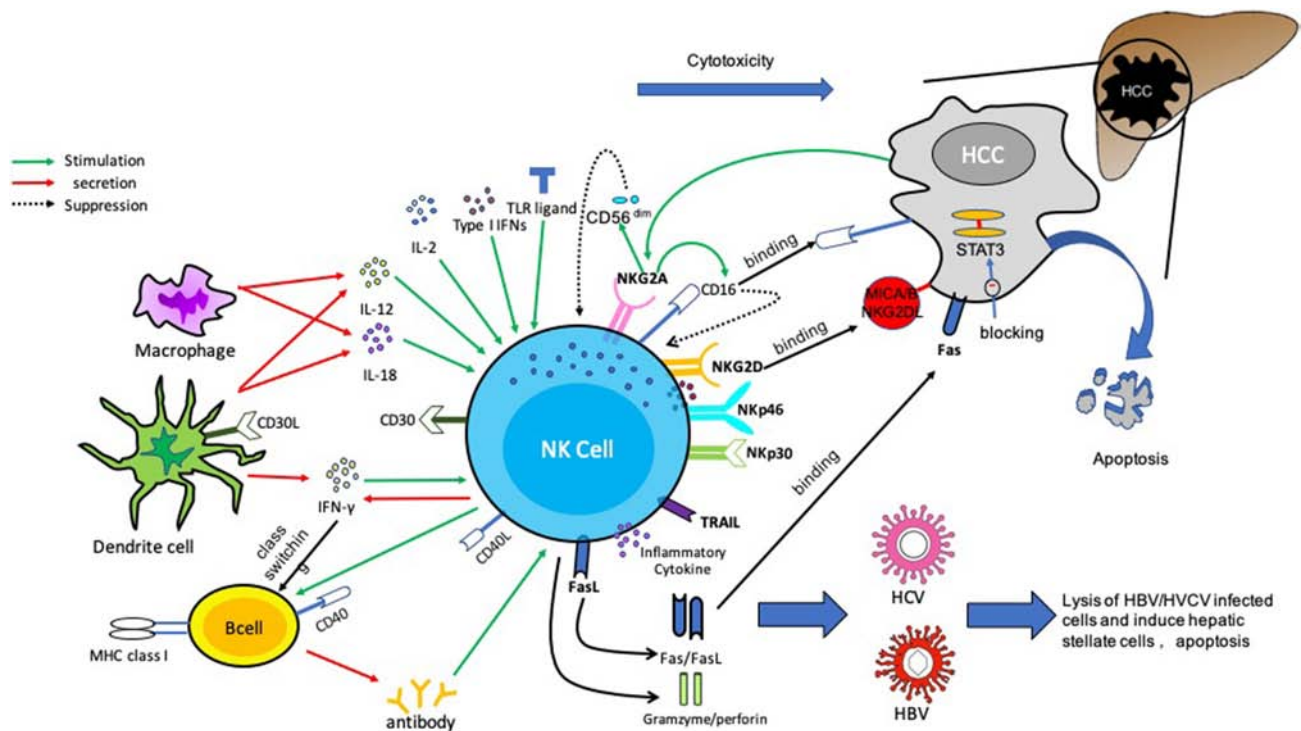 Cytotoxicity
HCC
HCC
Stimulation
secretion
Suppression
TLR ligand
Type I IFNs
IL-2
CD56 dim
NKG2A
CD16
binding
STAT3
MICA/B
NKG2DL
blocking
Fas
IL-12
IL-18
Macrophage
binding
NKG2D
NKp46
NKp30
CD30
CD30L
NK Cell
Apoptosis
binding
IFN-γ
Dendrite cell
TRAIL
CD40L
Inflammatory
Cytokine
FasL
class
switchin
g
HCV
Bcell
CD40
MHC class I
Lysis of HBV/HVCV infected
cells and induce hepatic
stellate cells , apoptosis
Fas/FasL
HBV
antibody
Gramzyme/perforin